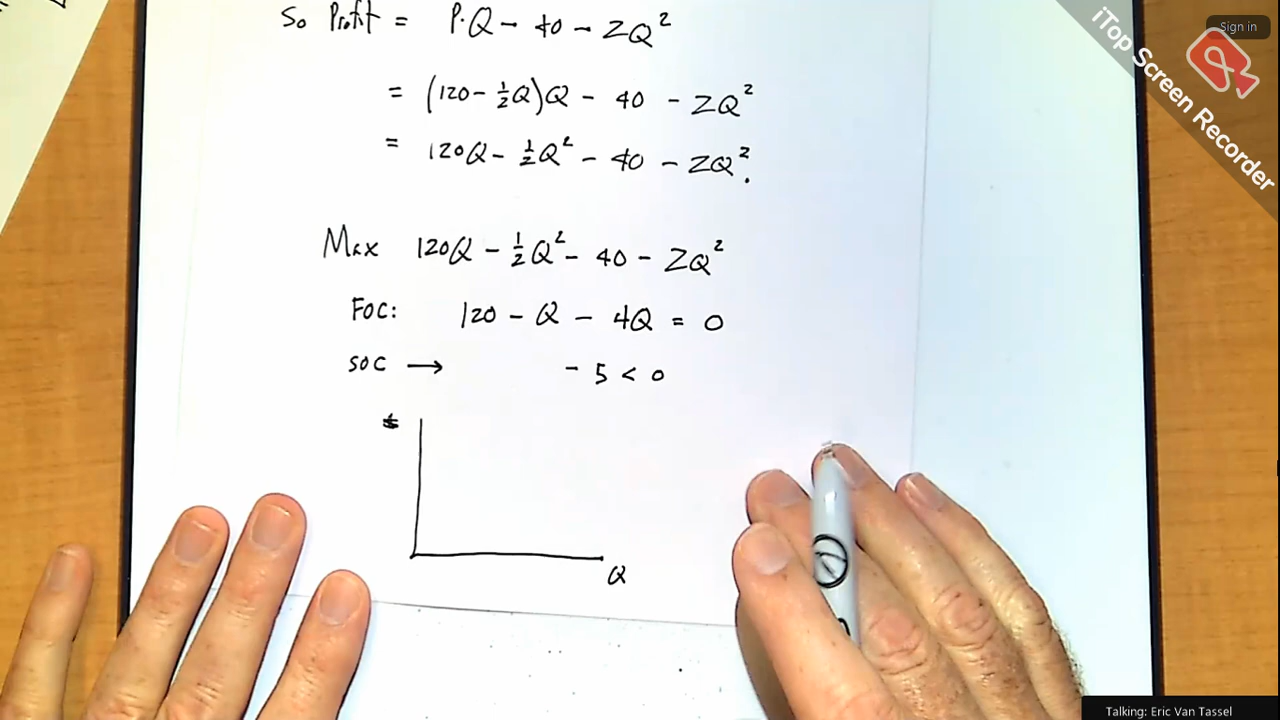 So Profit = P·Q - 40 - 2Q²
= (120 - ½Q)Q - 40 - 2Q²
= 120Q - ½Q² - 40 - 2Q².
Max 120Q - ½Q² - 40 - 2Q²
FOC: 120 - Q - 4Q = 0
SOC → - 5 < 0
$
Q
iTop Screen Recorder
Sign in
Talking: Eric Van Tassel